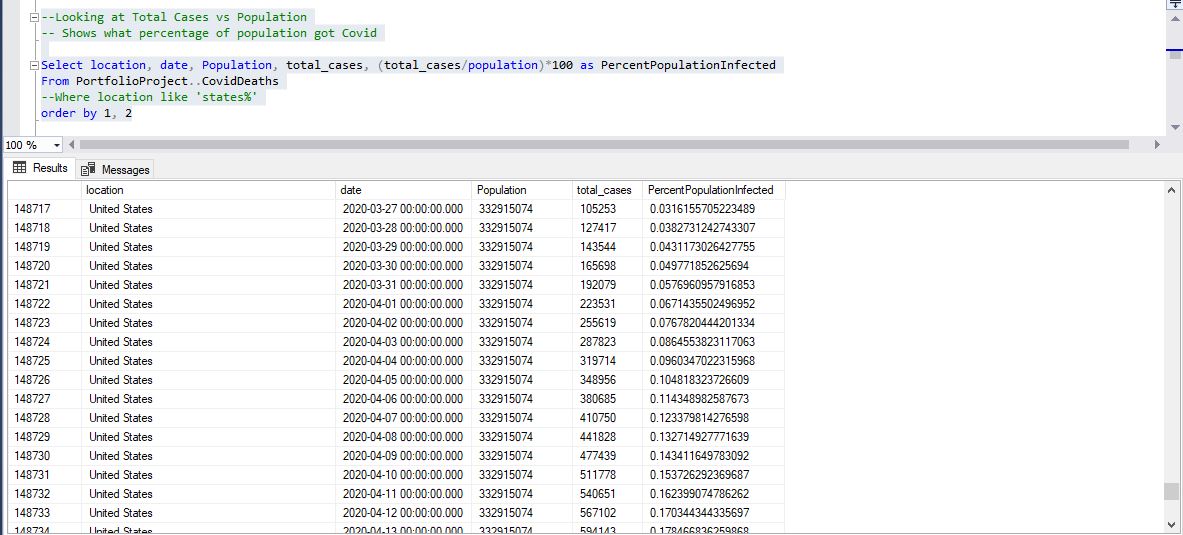 --Looking at Total Cases vs Population
-- Shows what percentage of population got Covid
Select location, date, Population, total_cases, (total_cases/population)*100 as PercentPopulationInfected
From PortfolioProject..CovidDeaths
--Where location like 'states%'
order by 1, 2
100 %
Results Messages
location date Population total_cases PercentPopulationInfected
148717 United States 2020-03-27 00:00:00.000 332915074 105253 0.0316155705223489
148718 United States 2020-03-28 00:00:00.000 332915074 127417 0.0382731242743307
148719 United States 2020-03-29 00:00:00.000 332915074 143544 0.0431173026427755
148720 United States 2020-03-30 00:00:00.000 332915074 165698 0.049771852625694
148721 United States 2020-03-31 00:00:00.000 332915074 192079 0.0576960957916853
148722 United States 2020-04-01 00:00:00.000 332915074 223531 0.0671435502496952
148723 United States 2020-04-02 00:00:00.000 332915074 255619 0.0767820444201334
148724 United States 2020-04-03 00:00:00.000 332915074 287823 0.0864553823117063
148725 United States 2020-04-04 00:00:00.000 332915074 319714 0.0960347022315968
148726 United States 2020-04-05 00:00:00.000 332915074 348956 0.104818323726609
148727 United States 2020-04-06 00:00:00.000 332915074 380685 0.114348982587673
148728 United States 2020-04-07 00:00:00.000 332915074 410750 0.123379814276598
148729 United States 2020-04-08 00:00:00.000 332915074 441828 0.132714927771639
148730 United States 2020-04-09 00:00:00.000 332915074 477439 0.143411649783092
148731 United States 2020-04-10 00:00:00.000 332915074 511778 0.153726292369687
148732 United States 2020-04-11 00:00:00.000 332915074 540651 0.162399074786262
148733 United States 2020-04-12 00:00:00.000 332915074 567102 0.170344344335697
148734 United States 2020-04-13 00:00:00.000 332915074 594143 0.178466836259868